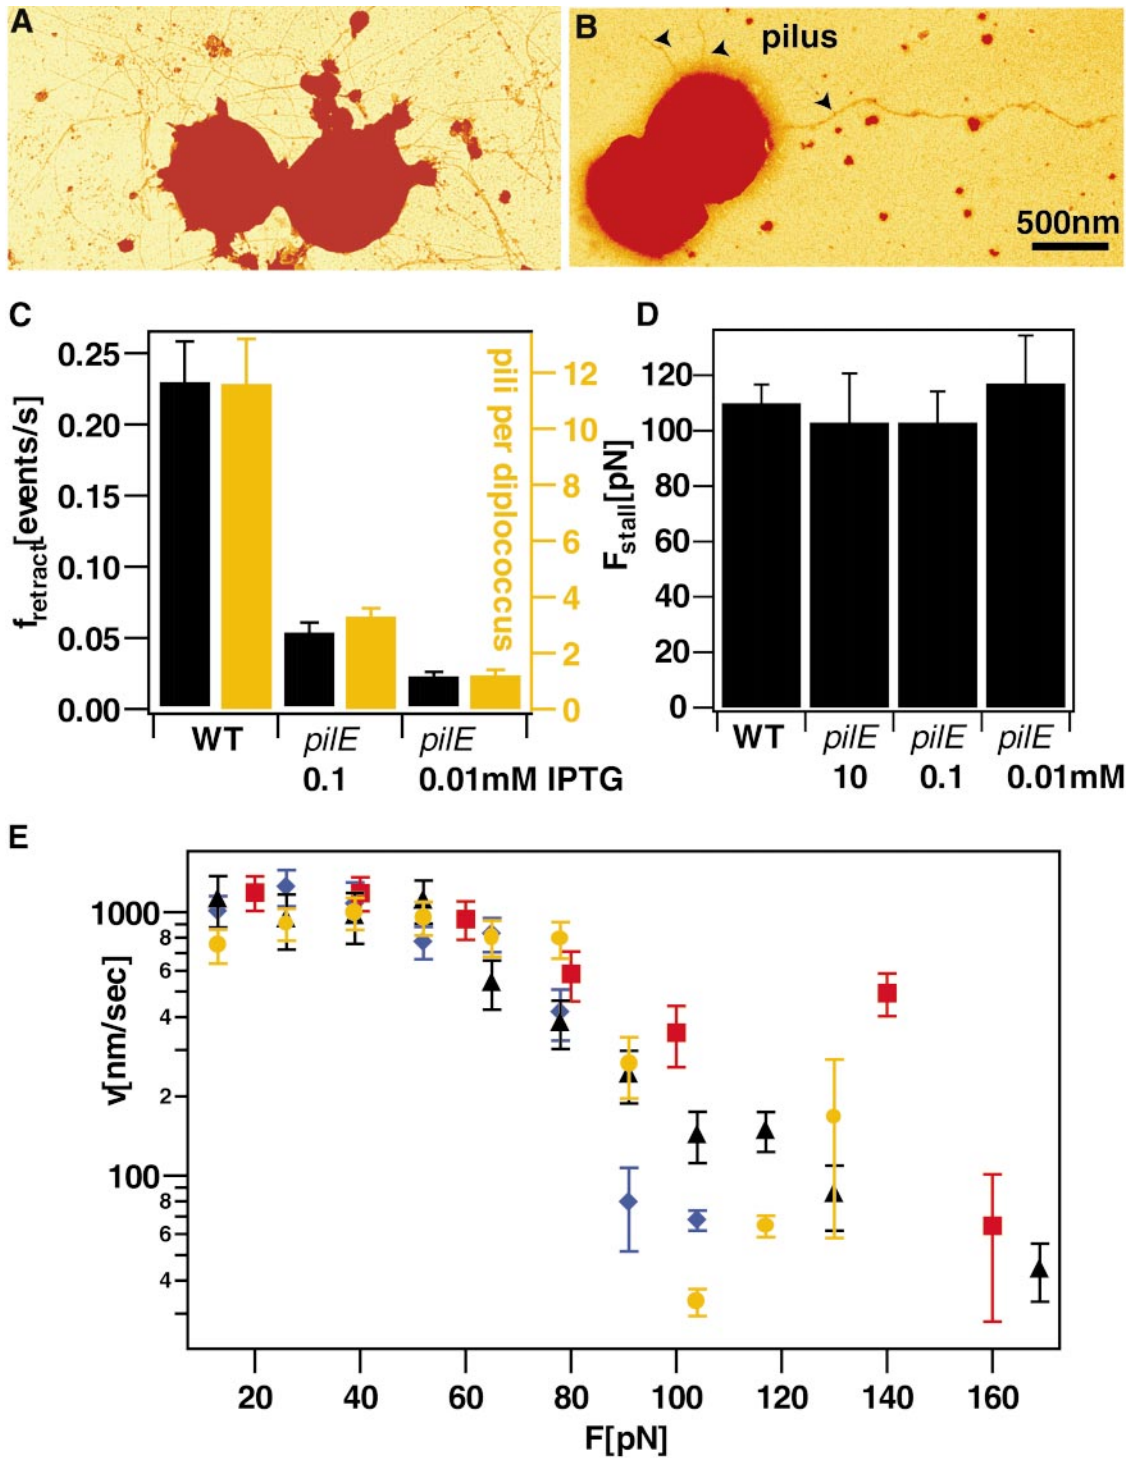 A
B
pilus
500nm
C
fretract[events/s]
0.25
0.20
0.15
0.10
0.05
0.00
pili per diplococcus
12
10
8
6
4
2
0
WT
pilE
pilE
0.1
0.01mM IPTG
D
Fstall[pN]
120
100
80
60
40
20
0
WT
pilE
pilE
pilE
10
0.1
0.01mM
E
v[nm/sec]
1000
8
6
4
2
100
8
6
4
20
40
60
80
100
120
140
160
F[pN]